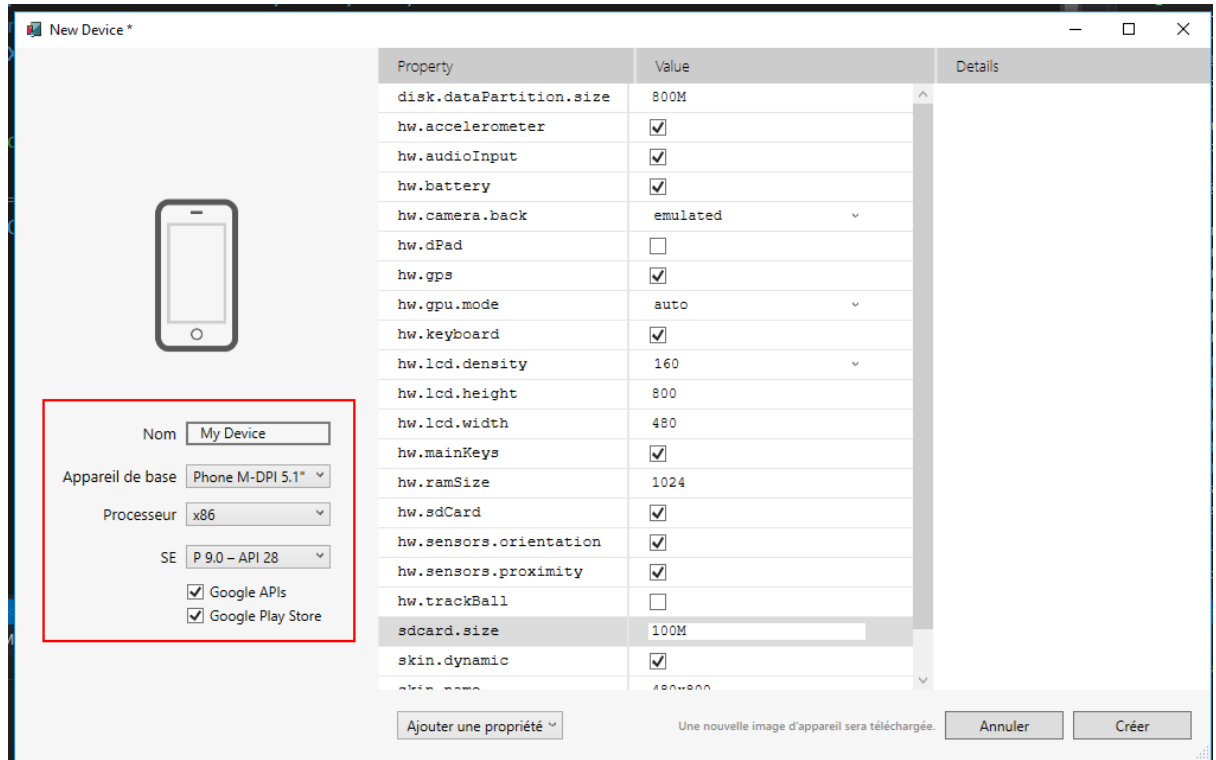 New Device *
Property Value Details
disk.dataPartition.size 800M
hw.accelerometer
hw.audioInput
hw.battery
hw.camera.back emulated
hw.dPad
hw.gps
hw.gpu.mode auto
hw.keyboard
hw.lcd.density 160
hw.lcd.height 800
hw.lcd.width 480
hw.mainKeys
hw.ramSize 1024
hw.sdCard
hw.sensors.orientation
hw.sensors.proximity
hw.trackBall
sdcard.size 100M
skin.dynamic
skin.name 480x800
Nom My Device
Appareil de base Phone M-DPI 5.1"
Processeur x86
SE P 9.0 – API 28
Google APIs
Google Play Store
Ajouter une propriété
Une nouvelle image d'appareil sera téléchargée.
Annuler
Créer